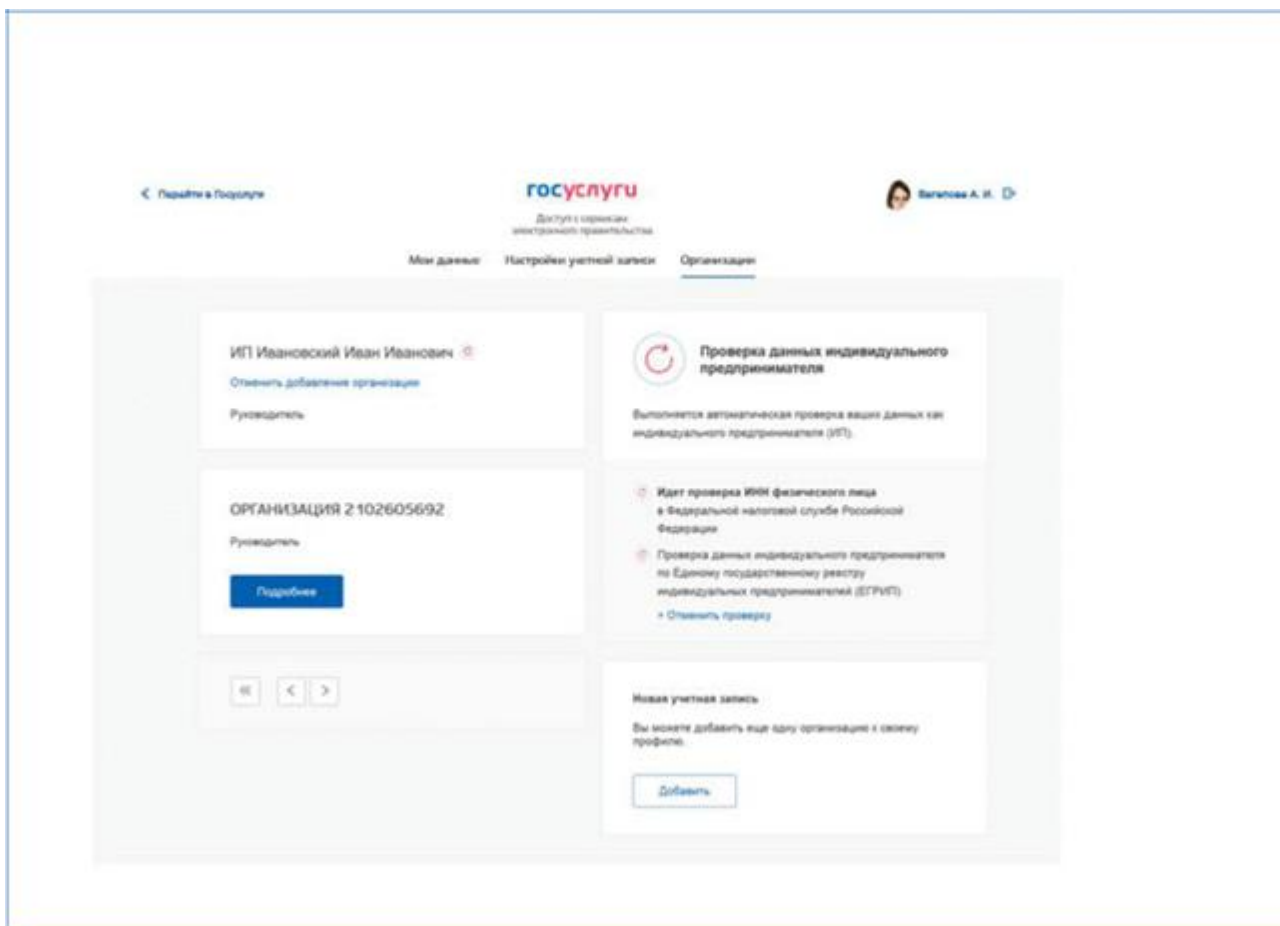 Перейти в Госуслуги
госуслуги
Вагапова А. И.
Доступ к сервисам
электронного правительства
Мои данные Настройки учетной записи Организации
ИП Ивановский Иван Иванович
Отменить добавление организации
Руководитель
ОРГАНИЗАЦИЯ 2102605692
Руководитель
Подробнее
Проверка данных индивидуального
предпринимателя
Выполняется автоматическая проверка ваших данных как
индивидуального предпринимателя (ИП).
Идет проверка ИНН физического лица
в Федеральной налоговой службе Российской
Федерации
Проверка данных индивидуального предпринимателя
по Единому государственному реестру
индивидуальных предпринимателей (ЕГРИП)
+ Отменить проверку
Новая учетная запись
Вы можете добавить еще одну организацию к своему
профилю.
Добавить